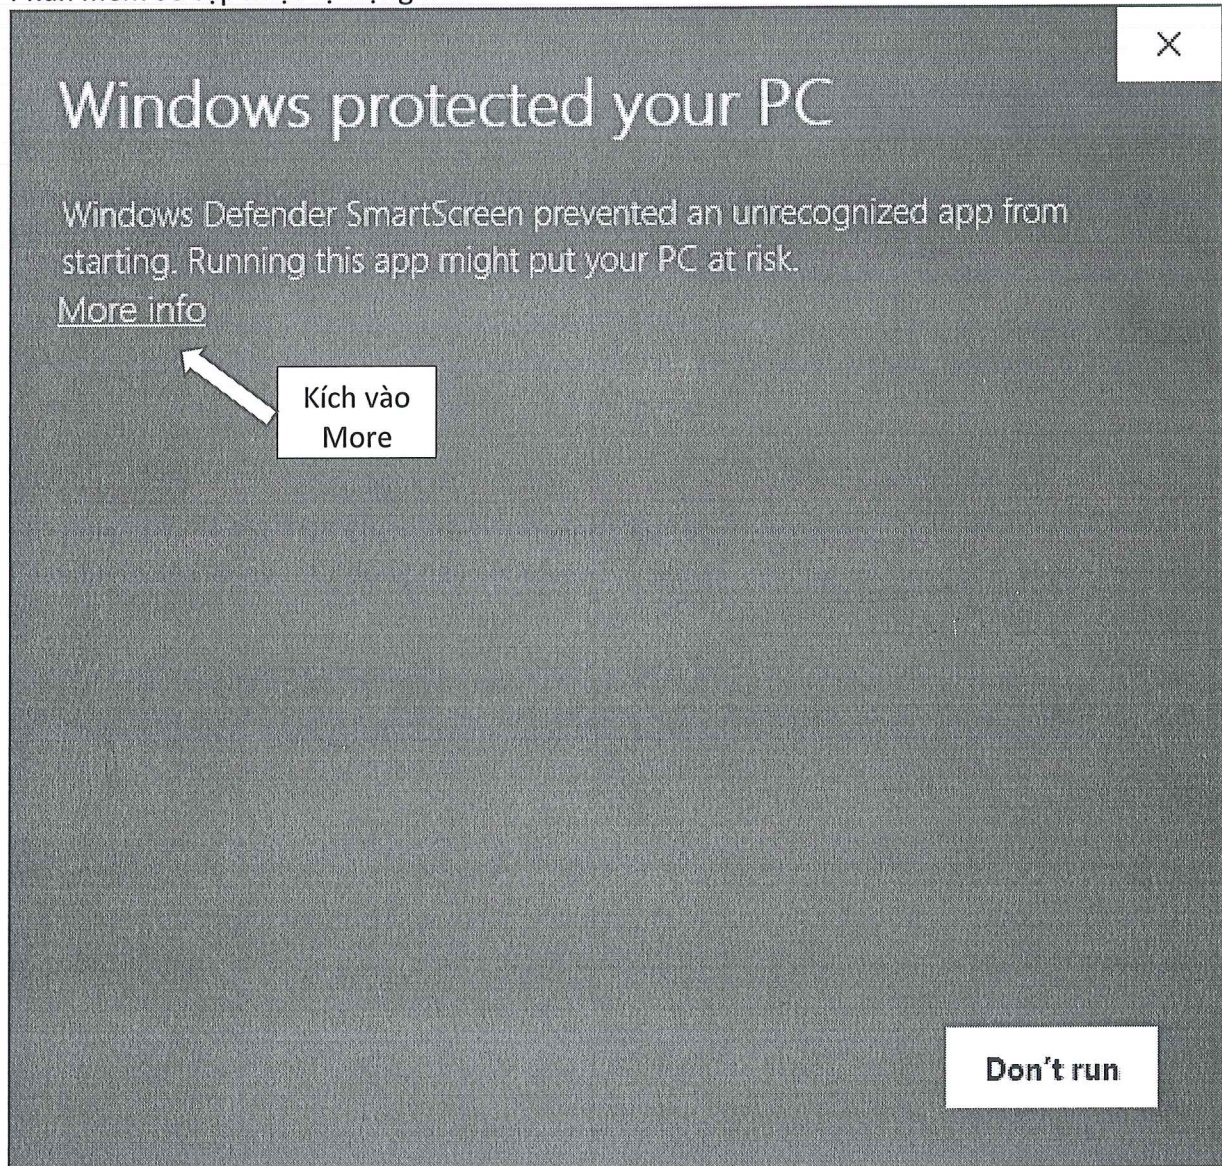 Windows protected your PC
Windows Defender SmartScreen prevented an unrecognized app from
starting. Running this app might put your PC at risk.
More info
Kích vào
More
Don't run